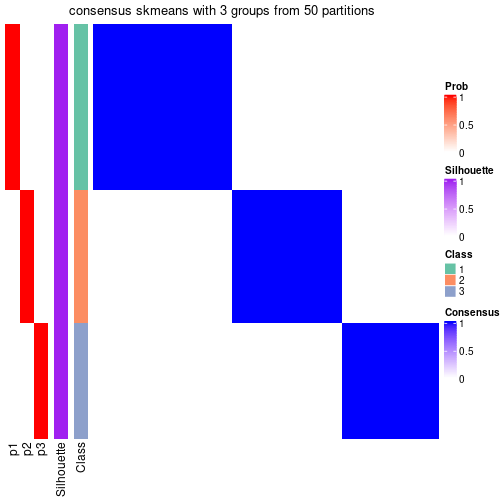 consensus skmeans with 3 groups from 50 partitions
Prob
1
0.5
0
Silhouette
1
0.5
0
Class
1
2
3
Consensus
1
0.5
0
p1
p2
p3
Silhouette
Class